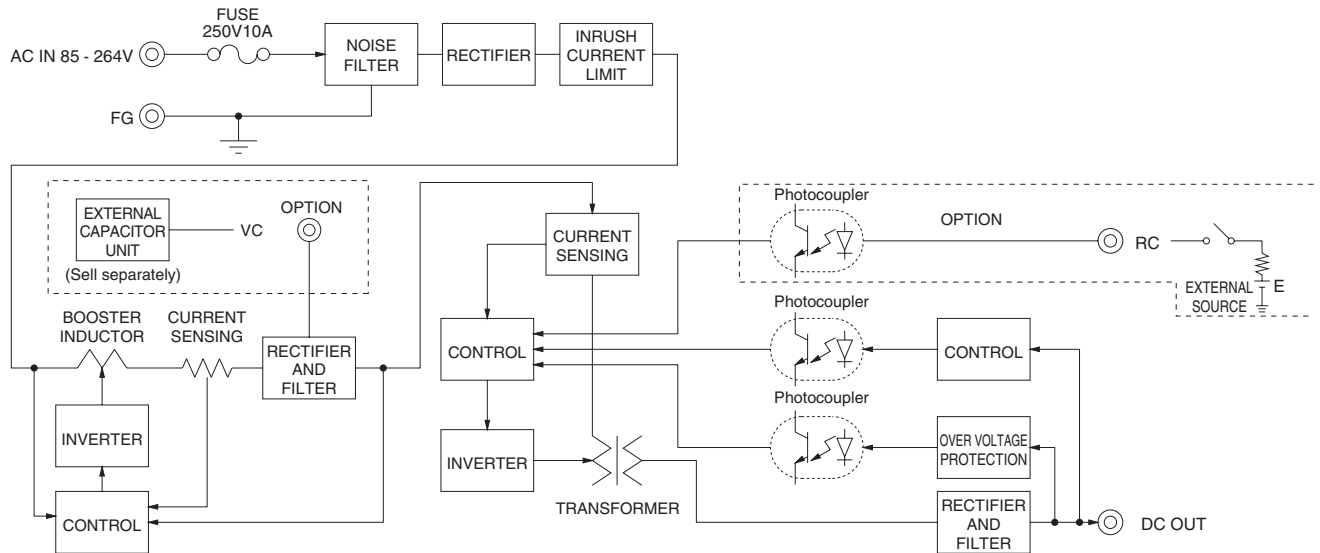 FUSE
250V10A
AC IN 85 - 264V
NOISE
FILTER
RECTIFIER
INRUSH
CURRENT
LIMIT
FG
EXTERNAL
CAPACITOR
UNIT
(Sell separately)
VC
OPTION
CURRENT
SENSING
Photocoupler
OPTION
RC
EXTERNAL
SOURCE
E
BOOSTER
INDUCTOR
CURRENT
SENSING
RECTIFIER
AND
FILTER
CONTROL
Photocoupler
CONTROL
INVERTER
Photocoupler
OVER VOLTAGE
PROTECTION
INVERTER
TRANSFORMER
CONTROL
RECTIFIER
AND
FILTER
DC OUT